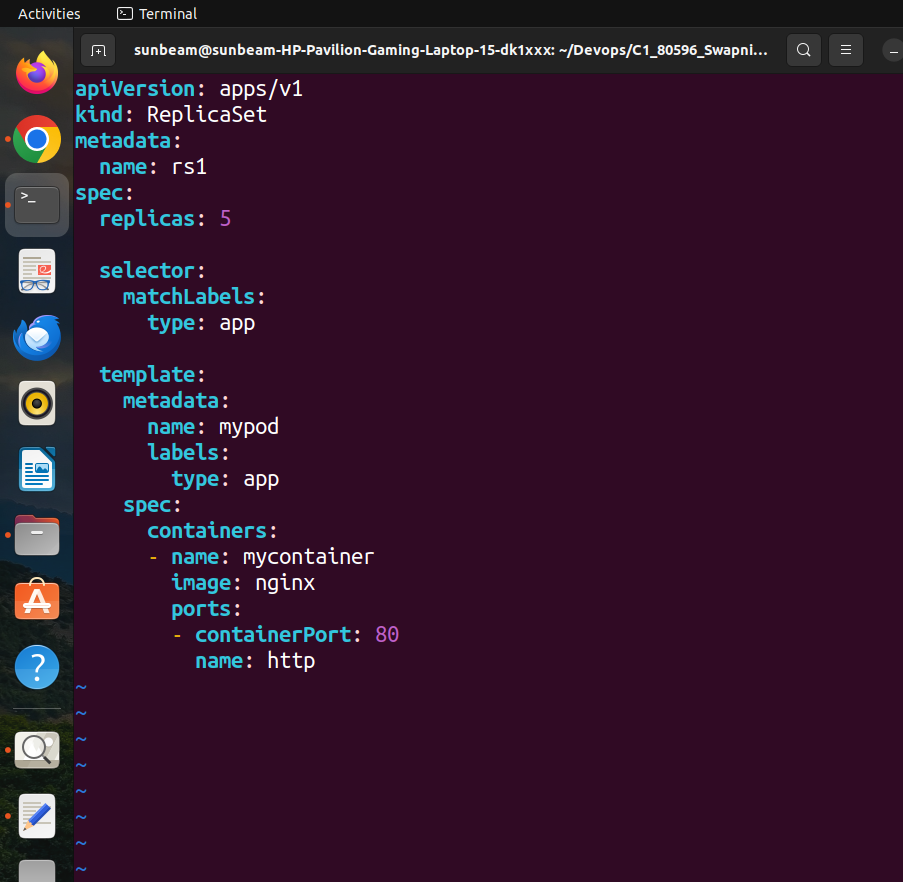 Activities
Terminal
sunbeam@sunbeam-HP-Pavilion-Gaming-Laptop-15-dk1xxx: ~/Devops/C1_80596_Swapni...
apiVersion: apps/v1
kind: ReplicaSet
metadata:
  name: rs1
spec:
  replicas: 5
  selector:
    matchLabels:
      type: app
  template:
    metadata:
      name: mypod
      labels:
        type: app
    spec:
      containers:
      - name: mycontainer
        image: nginx
        ports:
        - containerPort: 80
          name: http
~
~
~
~
~
~
~
~